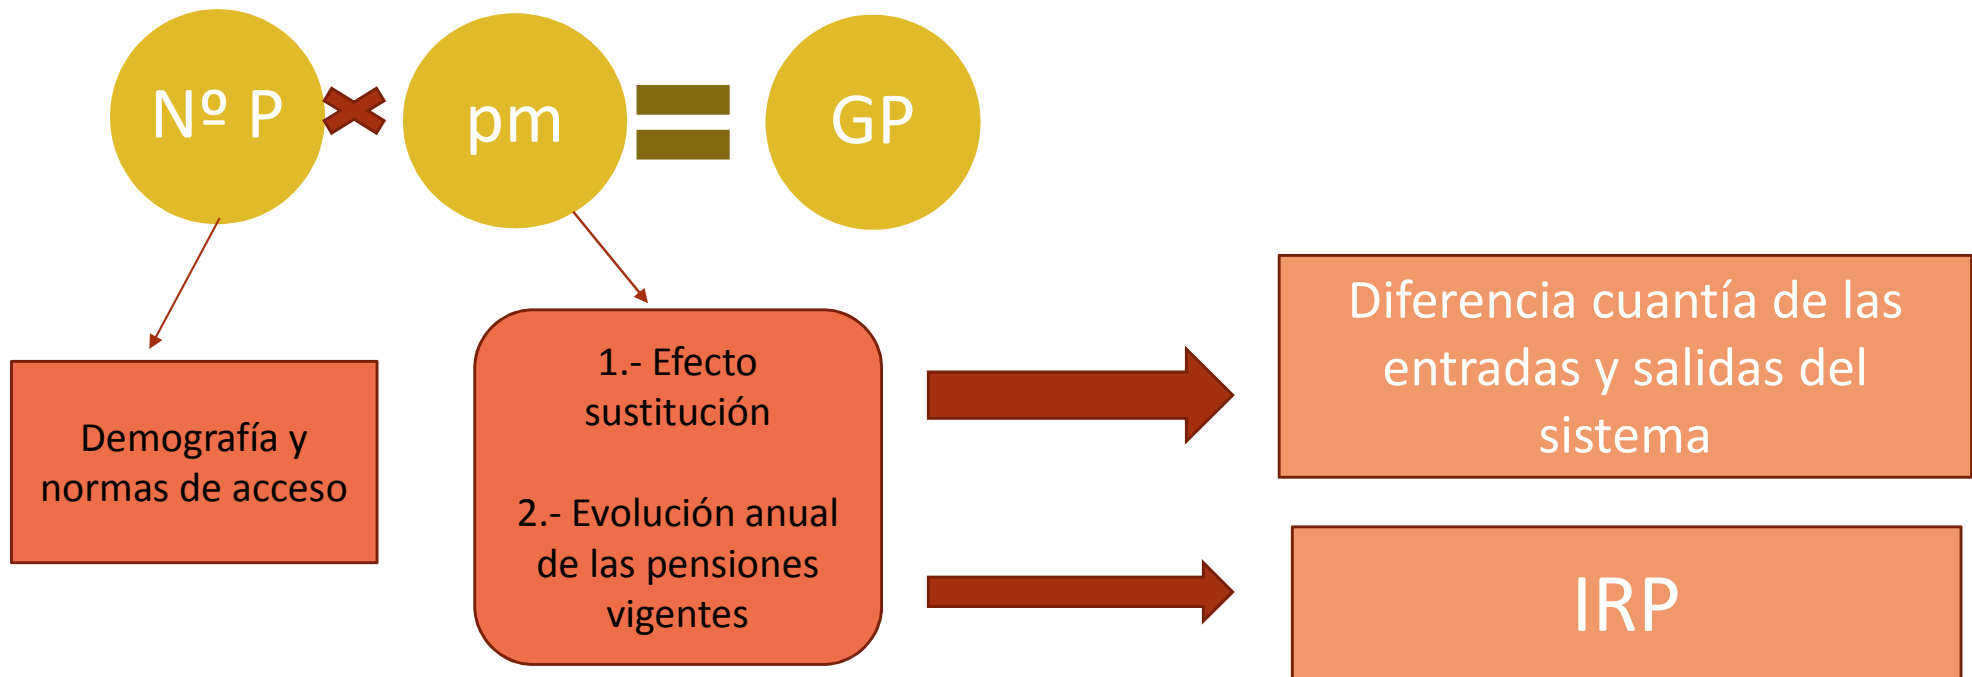 Nº P
pm
GP
Demografía y
normas de acceso
1.- Efecto
sustitución
2.- Evolución anual
de las pensiones
vigentes
Diferencia cuantía de las
entradas y salidas del
sistema
IRP